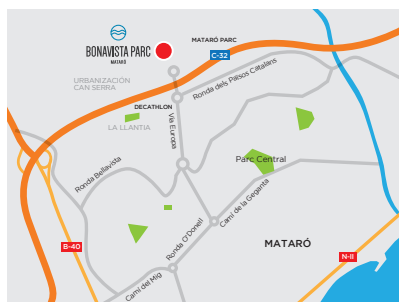 BONAVISTA PARC
MATARÓ
MATARÓ PARC
C-32
URBANIZACIÓN
CAN SERRA
Ronda dels Països Catalans
DECATHLON
LA LLANTIA
Via Europa
Parc Central
Ronda Bellavista
Camí de la Geganta
Ronda O'Donell
MATARÓ
B-40
N-II
Camí del Mig